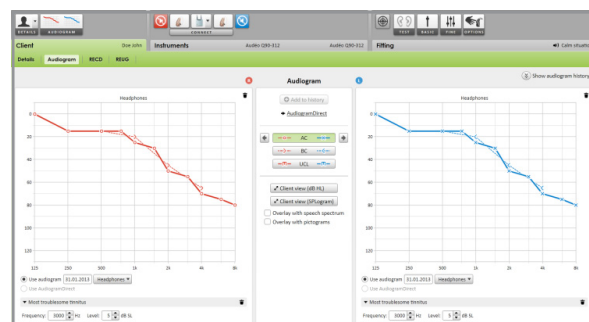 DETAILS AUDIOGRAM CONNECT TEST BASIC FINE OPTIONS
Client Doe John Instruments Audéo Q90-312 Audéo Q90-312 Fitting Calm situation
Details Audiogram RECD REUG
Audiogram
Show audiogram history
Headphones
Headphones
Add to history
AudiogramDirect
AC
BC
UCL
Client view (dB HL)
Client view (SPLogram)
Overlay with speech spectrum
Overlay with pictograms
0
20
40
60
80
100
120
125 250 500 1k 2k 4k 8k
0
20
40
60
80
100
120
125 250 500 1k 2k 4k 8k
Use audiogram 31.01.2013 Headphones
Use AudiogramDirect
Most troublesome tinnitus
Frequency: 3000 Hz Level: 5 dB SL
Use audiogram 31.01.2013 Headphones
Use AudiogramDirect
Most troublesome tinnitus
Frequency: 3000 Hz Level: 5 dB SL